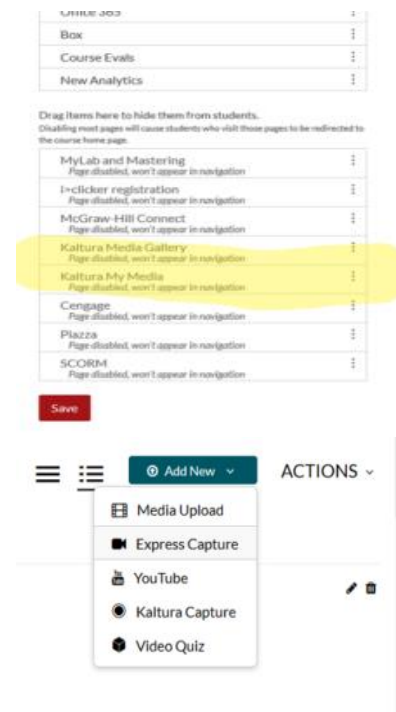 Office 365
Box
Course Evals
New Analytics
Drag items here to hide them from students.
Disabling most pages will cause students who visit those pages to be redirected to
the course home page.
MyLab and Mastering
Page disabled, won't appear in navigation
i>clicker registration
Page disabled, won't appear in navigation
McGraw-Hill Connect
Page disabled, won't appear in navigation
Kaltura Media Gallery
Page disabled, won't appear in navigation
Kaltura My Media
Page disabled, won't appear in navigation
Cengage
Page disabled, won't appear in navigation
Piazza
Page disabled, won't appear in navigation
SCORM
Page disabled, won't appear in navigation
Save
Add New
ACTIONS
Media Upload
Express Capture
YouTube
Kaltura Capture
Video Quiz